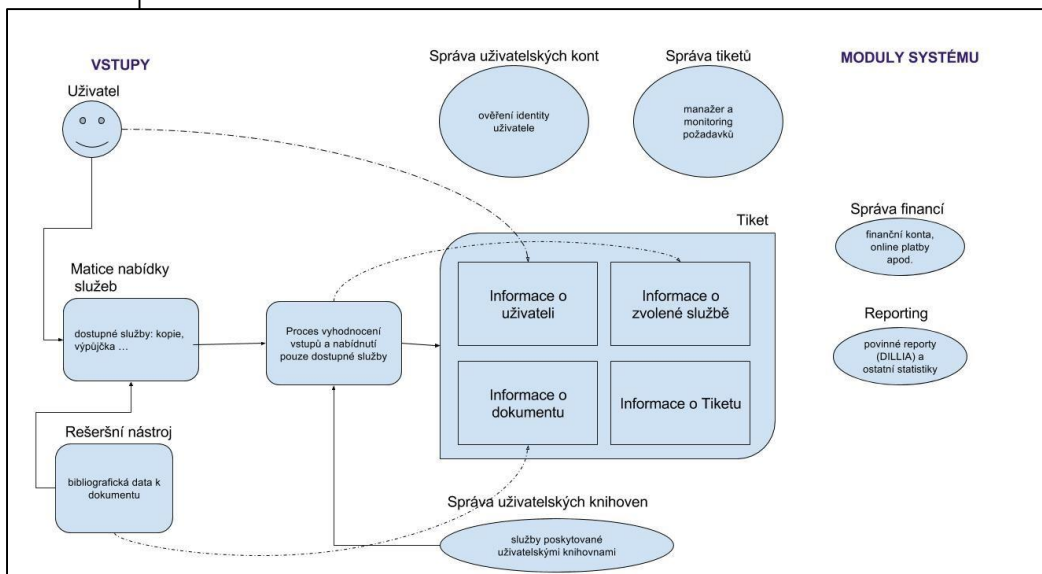 VSTUPY
Uživatel
Správa uživatelských kont
ověření identity
uživatele
Správa tiketů
manažer a
monitoring
požadavků
MODULY SYSTÉMU
Správa financí
finanční konta,
online platby
apod.
Reporting
povinné reporty
(DILLIA) a
ostatní statistiky
Tiket
Informace o
uživateli
Informace o
zvolené službě
Informace o
dokumentu
Informace o Tiketu
Matice nabídky
služeb
dostupné služby: kopie,
výpůjčka ...
Proces vyhodnocení
vstupů a nabídnutí
pouze dostupné služby
Rešeršní nástroj
bibliografická data k
dokumentu
Správa uživatelských knihoven
služby poskytované
uživatelskými knihovnami